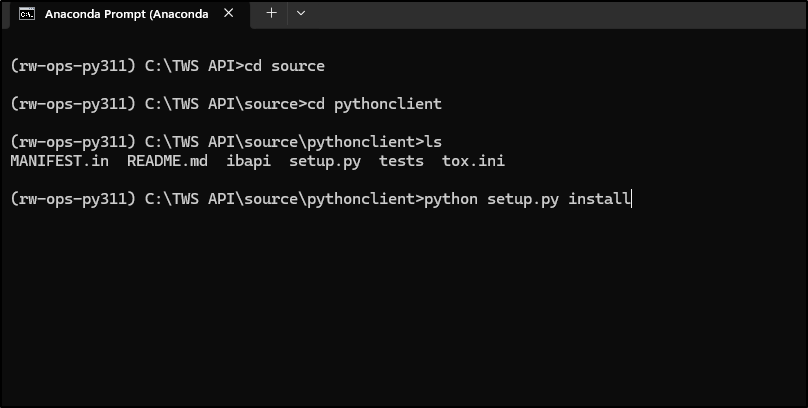 Anaconda Prompt (Anaconda
(rw-ops-py311) C:\TWS API>cd source
(rw-ops-py311) C:\TWS API\source>cd pythonclient
(rw-ops-py311) C:\TWS API\source\pythonclient>ls
MANIFEST.in  README.md  ibapi  setup.py  tests  tox.ini
(rw-ops-py311) C:\TWS API\source\pythonclient>python setup.py install